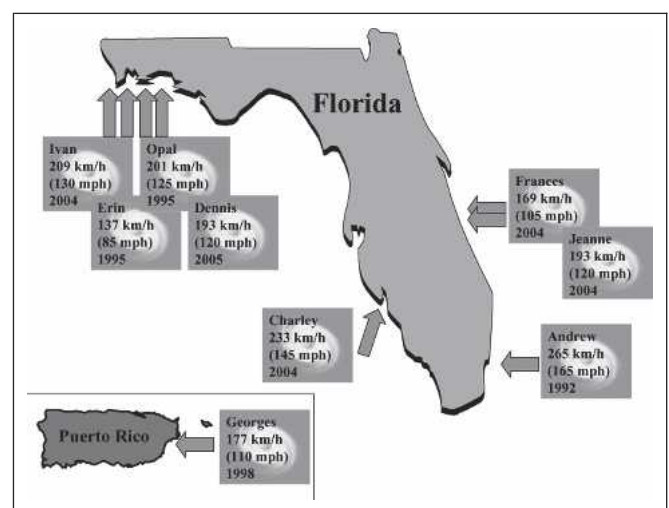 Florida
Ivan
209 km/h
(130 mph)
2004
Opal
201 km/h
(125 mph)
1995
Erin
137 km/h
(85 mph)
1995
Dennis
193 km/h
(120 mph)
2005
Frances
169 km/h
(105 mph)
2004
Jeanne
193 km/h
(120 mph)
2004
Charley
233 km/h
(145 mph)
2004
Andrew
265 km/h
(165 mph)
1992
Puerto Rico
Georges
177 km/h
(110 mph)
1998